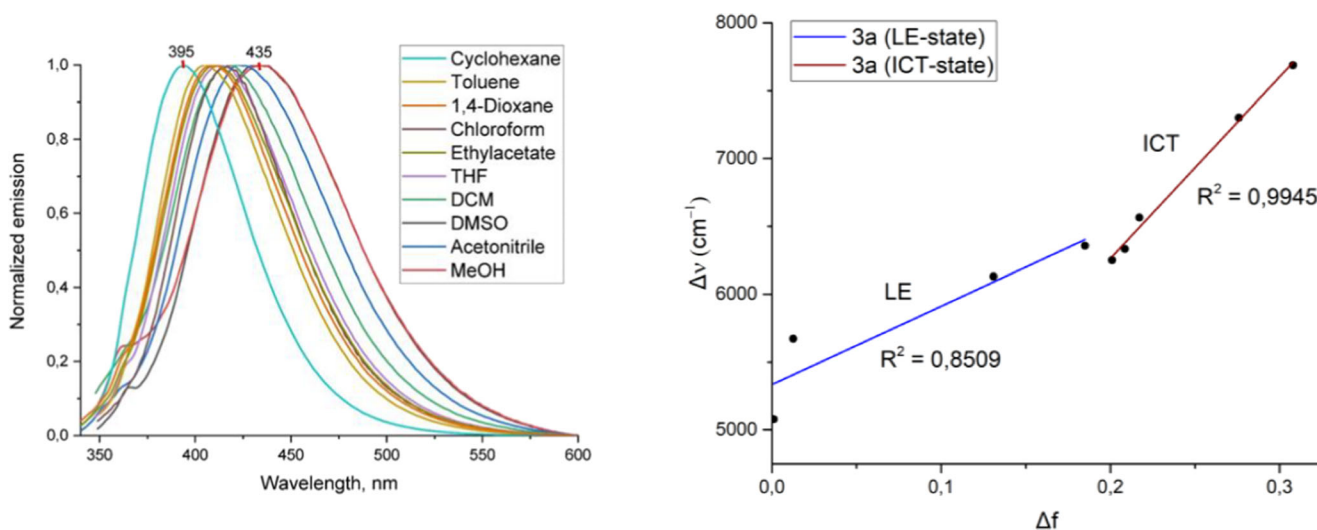 395 435
1,0
0,8
0,6
0,4
0,2
0,0
Normalized emission
350 400 450 500 550 600
Wavelength, nm
Cyclohexane
Toluene
1,4-Dioxane
Chloroform
Ethylacetate
THF
DCM
DMSO
Acetonitrile
MeOH
8000
7000
6000
5000
Δν (cm⁻¹)
3a (LE-state)
3a (ICT-state)
ICT
R² = 0,9945
LE
R² = 0,8509
0,0 0,1 0,2 0,3
Δf